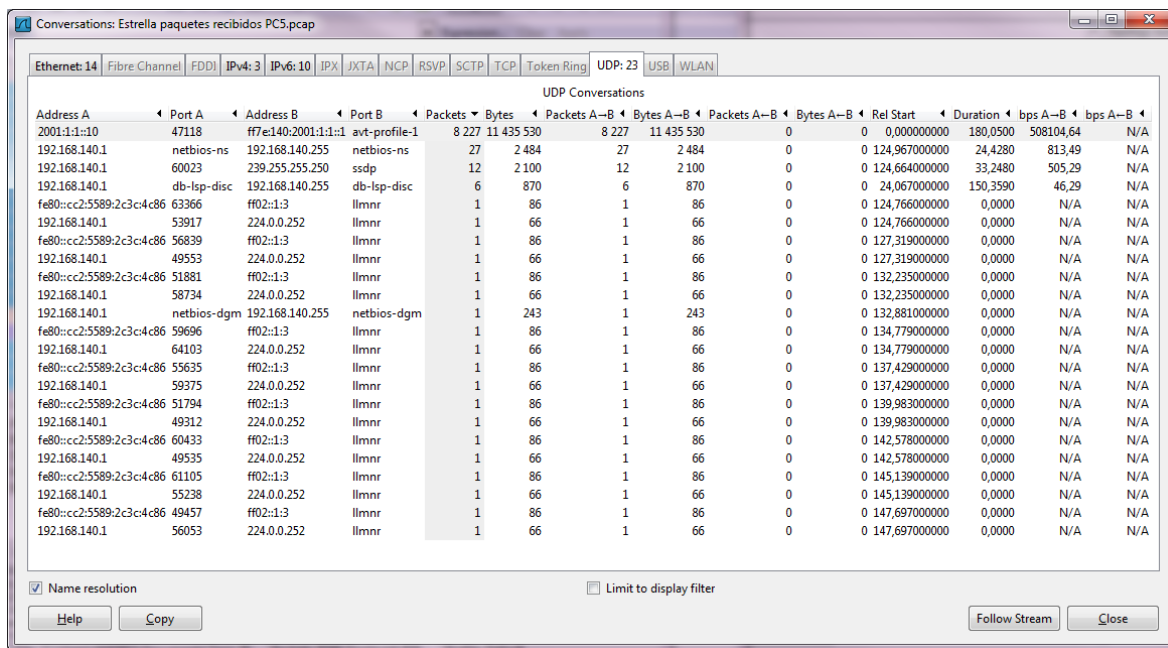 Conversations: Estrella paquetes recibidos PC5.pcap
Ethernet: 14 Fibre Channel FDDI IPv4: 3 IPv6: 10 IPX JXTA NCP RSVP SCTP TCP Token Ring UDP: 23 USB WLAN
UDP Conversations
Address A Port A Address B Port B Packets Bytes Packets A→B Bytes A→B Packets A←B Bytes A←B Rel Start Duration bps A→B bps A←B
2001:1:1::10 47118 ff7e:140:2001:1:1::1 avt-profile-1 8 227 11 435 530 8 227 11 435 530 0 0 0,000000000 180,0500 508104,64 N/A
192.168.140.1 netbios-ns 192.168.140.255 netbios-ns 27 2 484 27 2 484 0 0 124,967000000 24,4280 813,49 N/A
192.168.140.1 60023 239.255.255.250 ssdp 12 2 100 12 2 100 0 0 124,664000000 33,2480 505,29 N/A
192.168.140.1 db-lsp-disc 192.168.140.255 db-lsp-disc 6 870 6 870 0 0 24,067000000 150,3590 46,29 N/A
fe80::cc2:5589:2c3c:4c86 63366 ff02::1:3 llmnr 1 86 1 86 0 0 124,766000000 0,0000 N/A N/A
192.168.140.1 53917 224.0.0.252 llmnr 1 66 1 66 0 0 124,766000000 0,0000 N/A N/A
fe80::cc2:5589:2c3c:4c86 56839 ff02::1:3 llmnr 1 86 1 86 0 0 127,319000000 0,0000 N/A N/A
192.168.140.1 49553 224.0.0.252 llmnr 1 66 1 66 0 0 127,319000000 0,0000 N/A N/A
fe80::cc2:5589:2c3c:4c86 51881 ff02::1:3 llmnr 1 86 1 86 0 0 132,235000000 0,0000 N/A N/A
192.168.140.1 58734 224.0.0.252 llmnr 1 66 1 66 0 0 132,235000000 0,0000 N/A N/A
192.168.140.1 netbios-dgm 192.168.140.255 netbios-dgm 1 243 1 243 0 0 132,881000000 0,0000 N/A N/A
fe80::cc2:5589:2c3c:4c86 59696 ff02::1:3 llmnr 1 86 1 86 0 0 134,779000000 0,0000 N/A N/A
192.168.140.1 64103 224.0.0.252 llmnr 1 66 1 66 0 0 134,779000000 0,0000 N/A N/A
fe80::cc2:5589:2c3c:4c86 55635 ff02::1:3 llmnr 1 86 1 86 0 0 137,429000000 0,0000 N/A N/A
192.168.140.1 59375 224.0.0.252 llmnr 1 66 1 66 0 0 137,429000000 0,0000 N/A N/A
fe80::cc2:5589:2c3c:4c86 51794 ff02::1:3 llmnr 1 86 1 86 0 0 139,983000000 0,0000 N/A N/A
192.168.140.1 49312 224.0.0.252 llmnr 1 66 1 66 0 0 139,983000000 0,0000 N/A N/A
fe80::cc2:5589:2c3c:4c86 60433 ff02::1:3 llmnr 1 86 1 86 0 0 142,578000000 0,0000 N/A N/A
192.168.140.1 49535 224.0.0.252 llmnr 1 66 1 66 0 0 142,578000000 0,0000 N/A N/A
fe80::cc2:5589:2c3c:4c86 61105 ff02::1:3 llmnr 1 86 1 86 0 0 145,139000000 0,0000 N/A N/A
192.168.140.1 55238 224.0.0.252 llmnr 1 66 1 66 0 0 145,139000000 0,0000 N/A N/A
fe80::cc2:5589:2c3c:4c86 49457 ff02::1:3 llmnr 1 86 1 86 0 0 147,697000000 0,0000 N/A N/A
192.168.140.1 56053 224.0.0.252 llmnr 1 66 1 66 0 0 147,697000000 0,0000 N/A N/A
Name resolution Limit to display filter
Help Copy Follow Stream Close